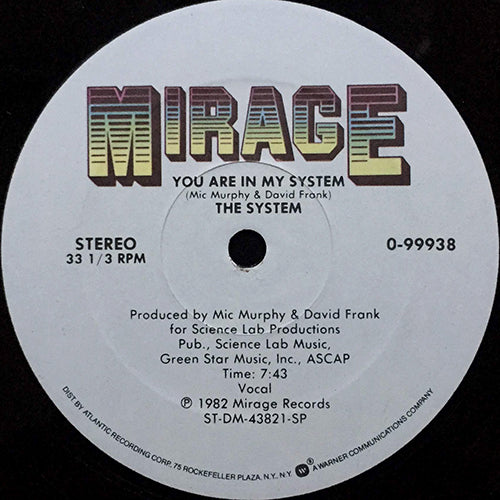 MIRAGE
YOU ARE IN MY SYSTEM
(Mic Murphy & David Frank)
THE SYSTEM
STEREO
33 1/3 RPM
0-99938
Produced by Mic Murphy & David Frank
for Science Lab Productions
Pub., Science Lab Music,
Green Star Music, Inc., ASCAP
Time: 7:43
Vocal
℗ 1982 Mirage Records
ST-DM-43821-SP
DIST. BY ATLANTIC RECORDING CORP. 75 ROCKEFELLER PLAZA, N.Y., N.Y. W ® A WARNER COMMUNICATIONS COMPANY